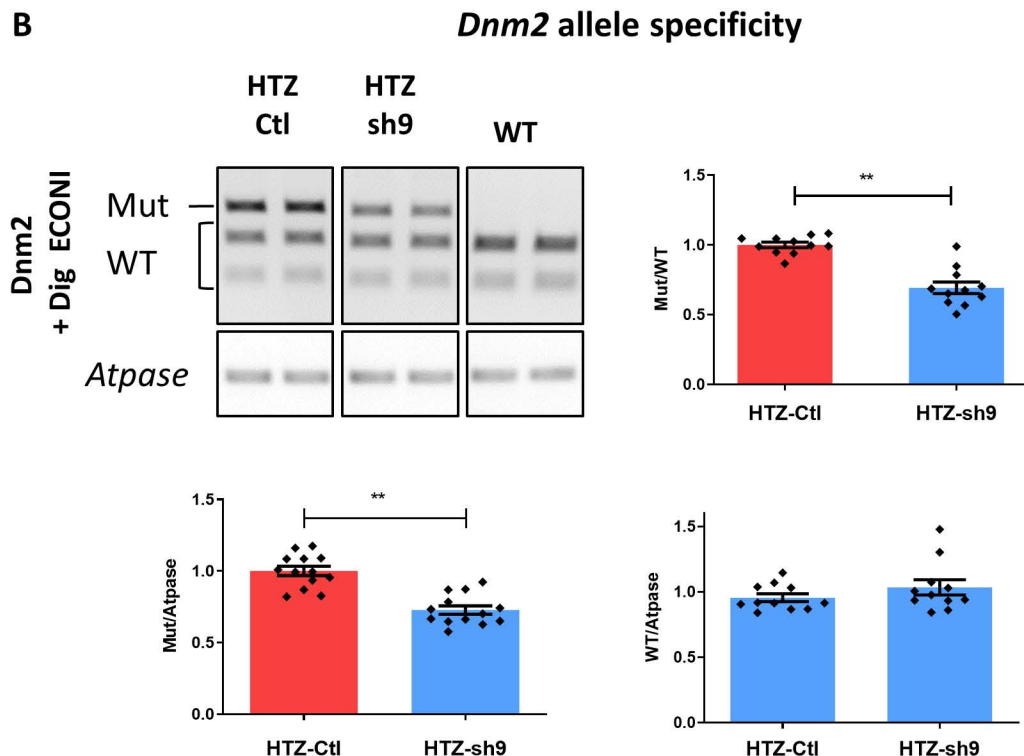 B
Dnm2 allele specificity
HTZ
Ctl
HTZ
sh9
WT
Dnm2
+ Dig ECONI
Mut
WT
Atpase
Mut/WT
1.5
1.0
0.5
0.0
**
HTZ-Ctl
HTZ-sh9
Mut/Atpase
1.5
1.0
0.5
0.0
**
HTZ-Ctl
HTZ-sh9
WT/Atpase
1.5
1.0
0.5
0.0
HTZ-Ctl
HTZ-sh9